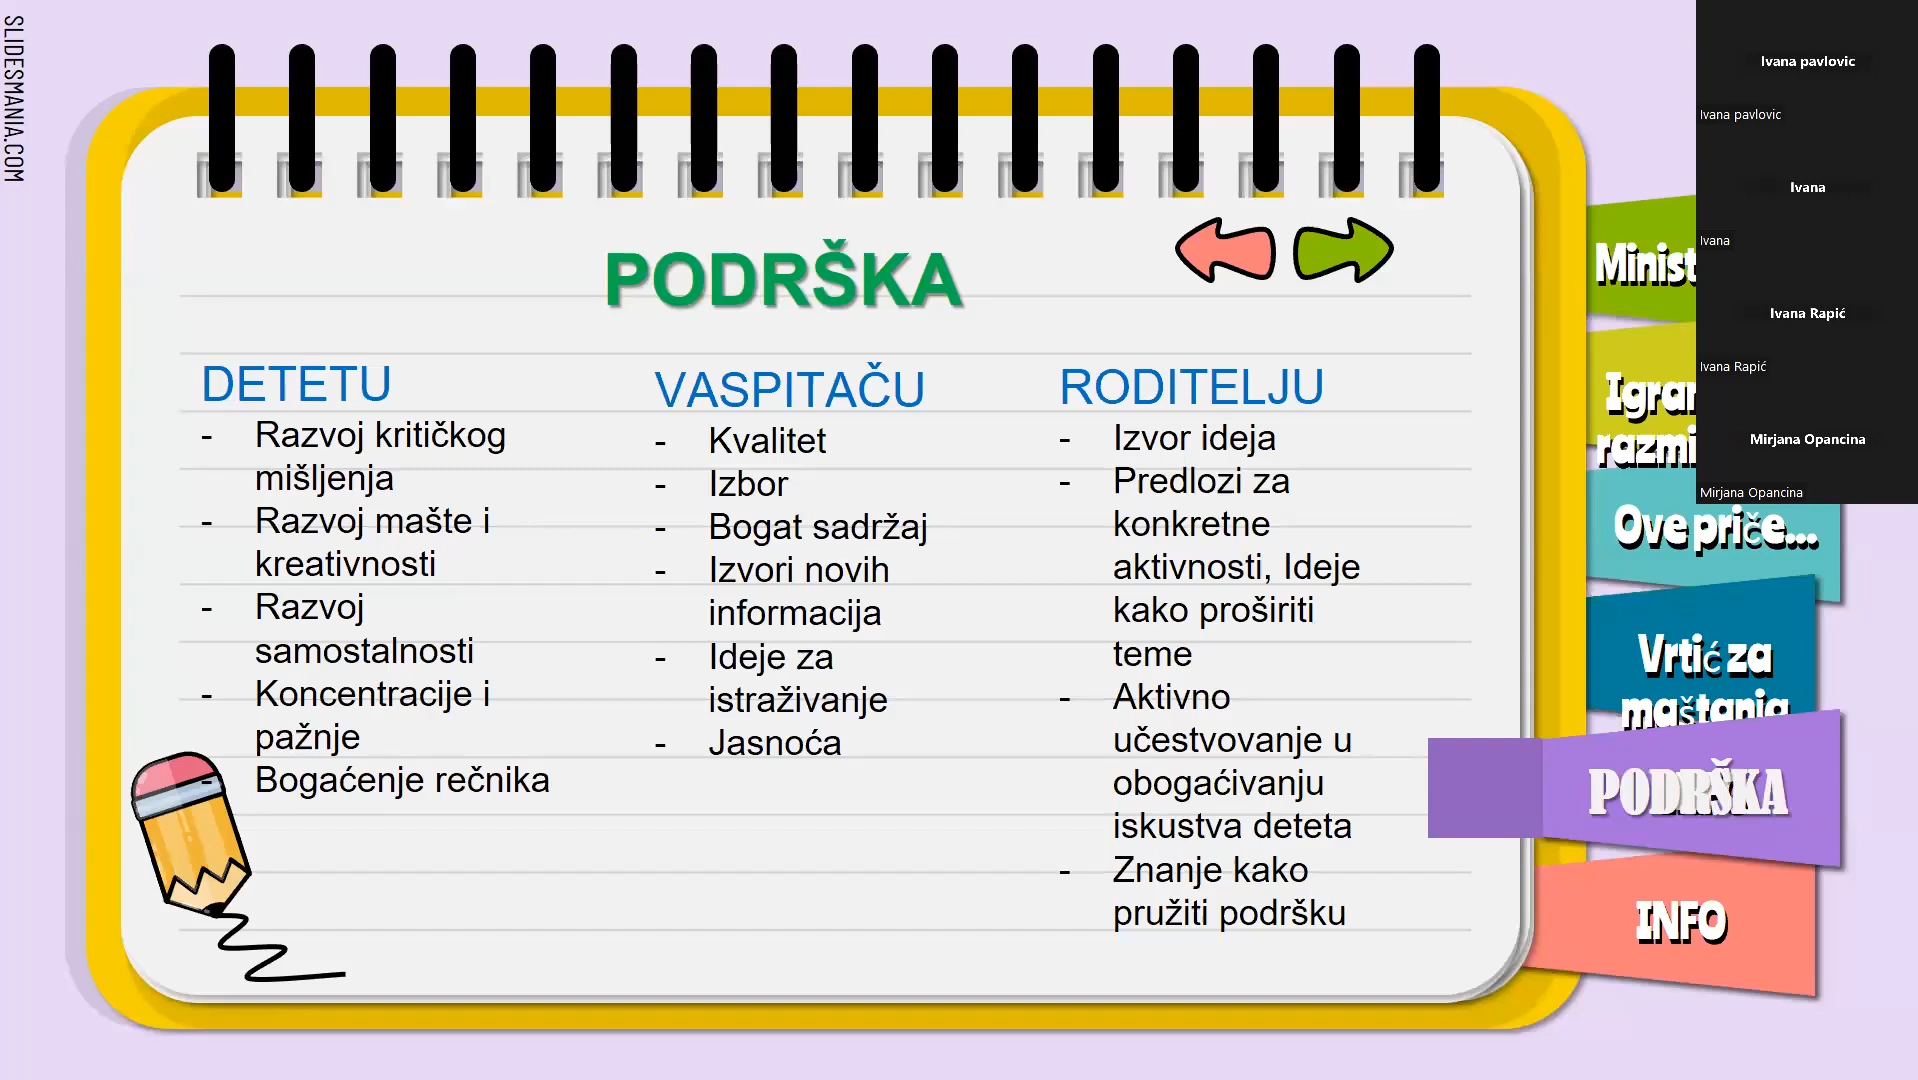 SLIDESMANIA.COM
PODRŠKA
DETETU
- Razvoj kritičkog
mišljenja
- Razvoj mašte i
kreativnosti
- Razvoj
samostalnosti
- Koncentracije i
pažnje
- Bogaćenje rečnika
VASPITAČU
- Kvalitet
- Izbor
- Bogat sadržaj
- Izvori novih
informacija
- Ideje za
istraživanje
- Jasnoća
RODITELJU
- Izvor ideja
- Predlozi za
konkretne
aktivnosti, Ideje
kako proširiti
teme
- Aktivno
učestvovanje u
obogaćivanju
iskustva deteta
- Znanje kako
pružiti podršku
Ove priče...
Vrtić za
maštanja
PODRŠKA
INFO
Ivana pavlovic
Ivana pavlovic
Ivana
Ivana
Ivana Rapić
Ivana Rapić
Mirjana Opancina
Mirjana Opancina